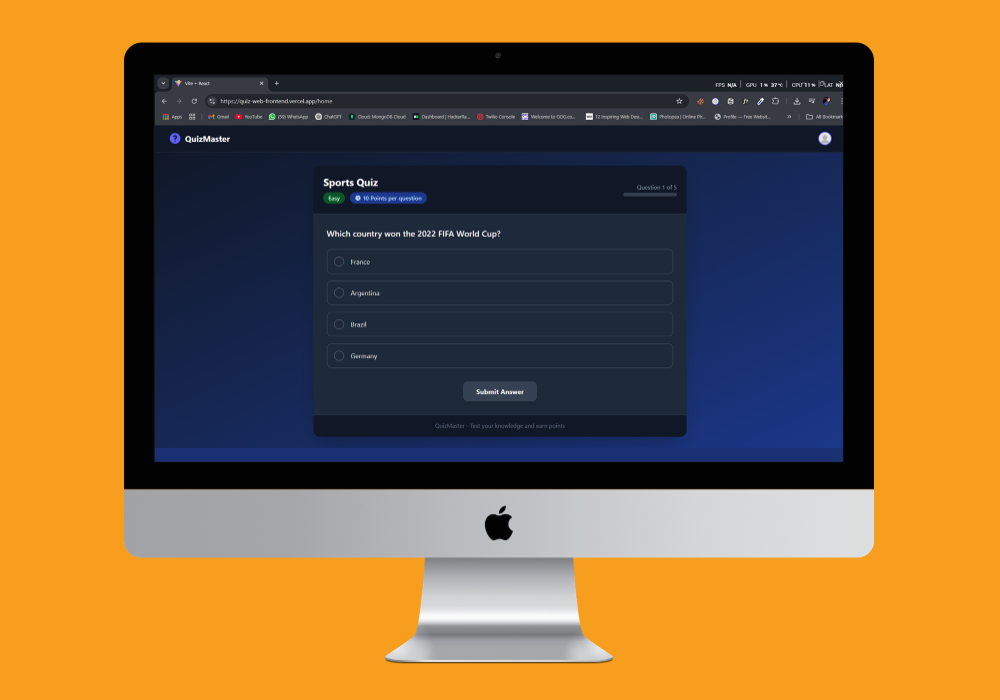 Vite + React
FPS N/A GPU 1% 37°C CPU 11% LAT
https://quiz-web-frontend.vercel.app/home
Apps Gmail YouTube WhatsApp ChatGPT Cloud: MongoDB Cloud Dashboard | HackerRa... Twilio Console Welcome to GOG.co... 12 Inspiring Web Desi... Photopea | Online Ph... Profile — Free Websit... » All Bookmark
QuizMaster
Sports Quiz
Question 1 of 5
Easy 10 Points per question
Which country won the 2022 FIFA World Cup?
France
Argentina
Brazil
Germany
Submit Answer
QuizMaster - Test your knowledge and earn points